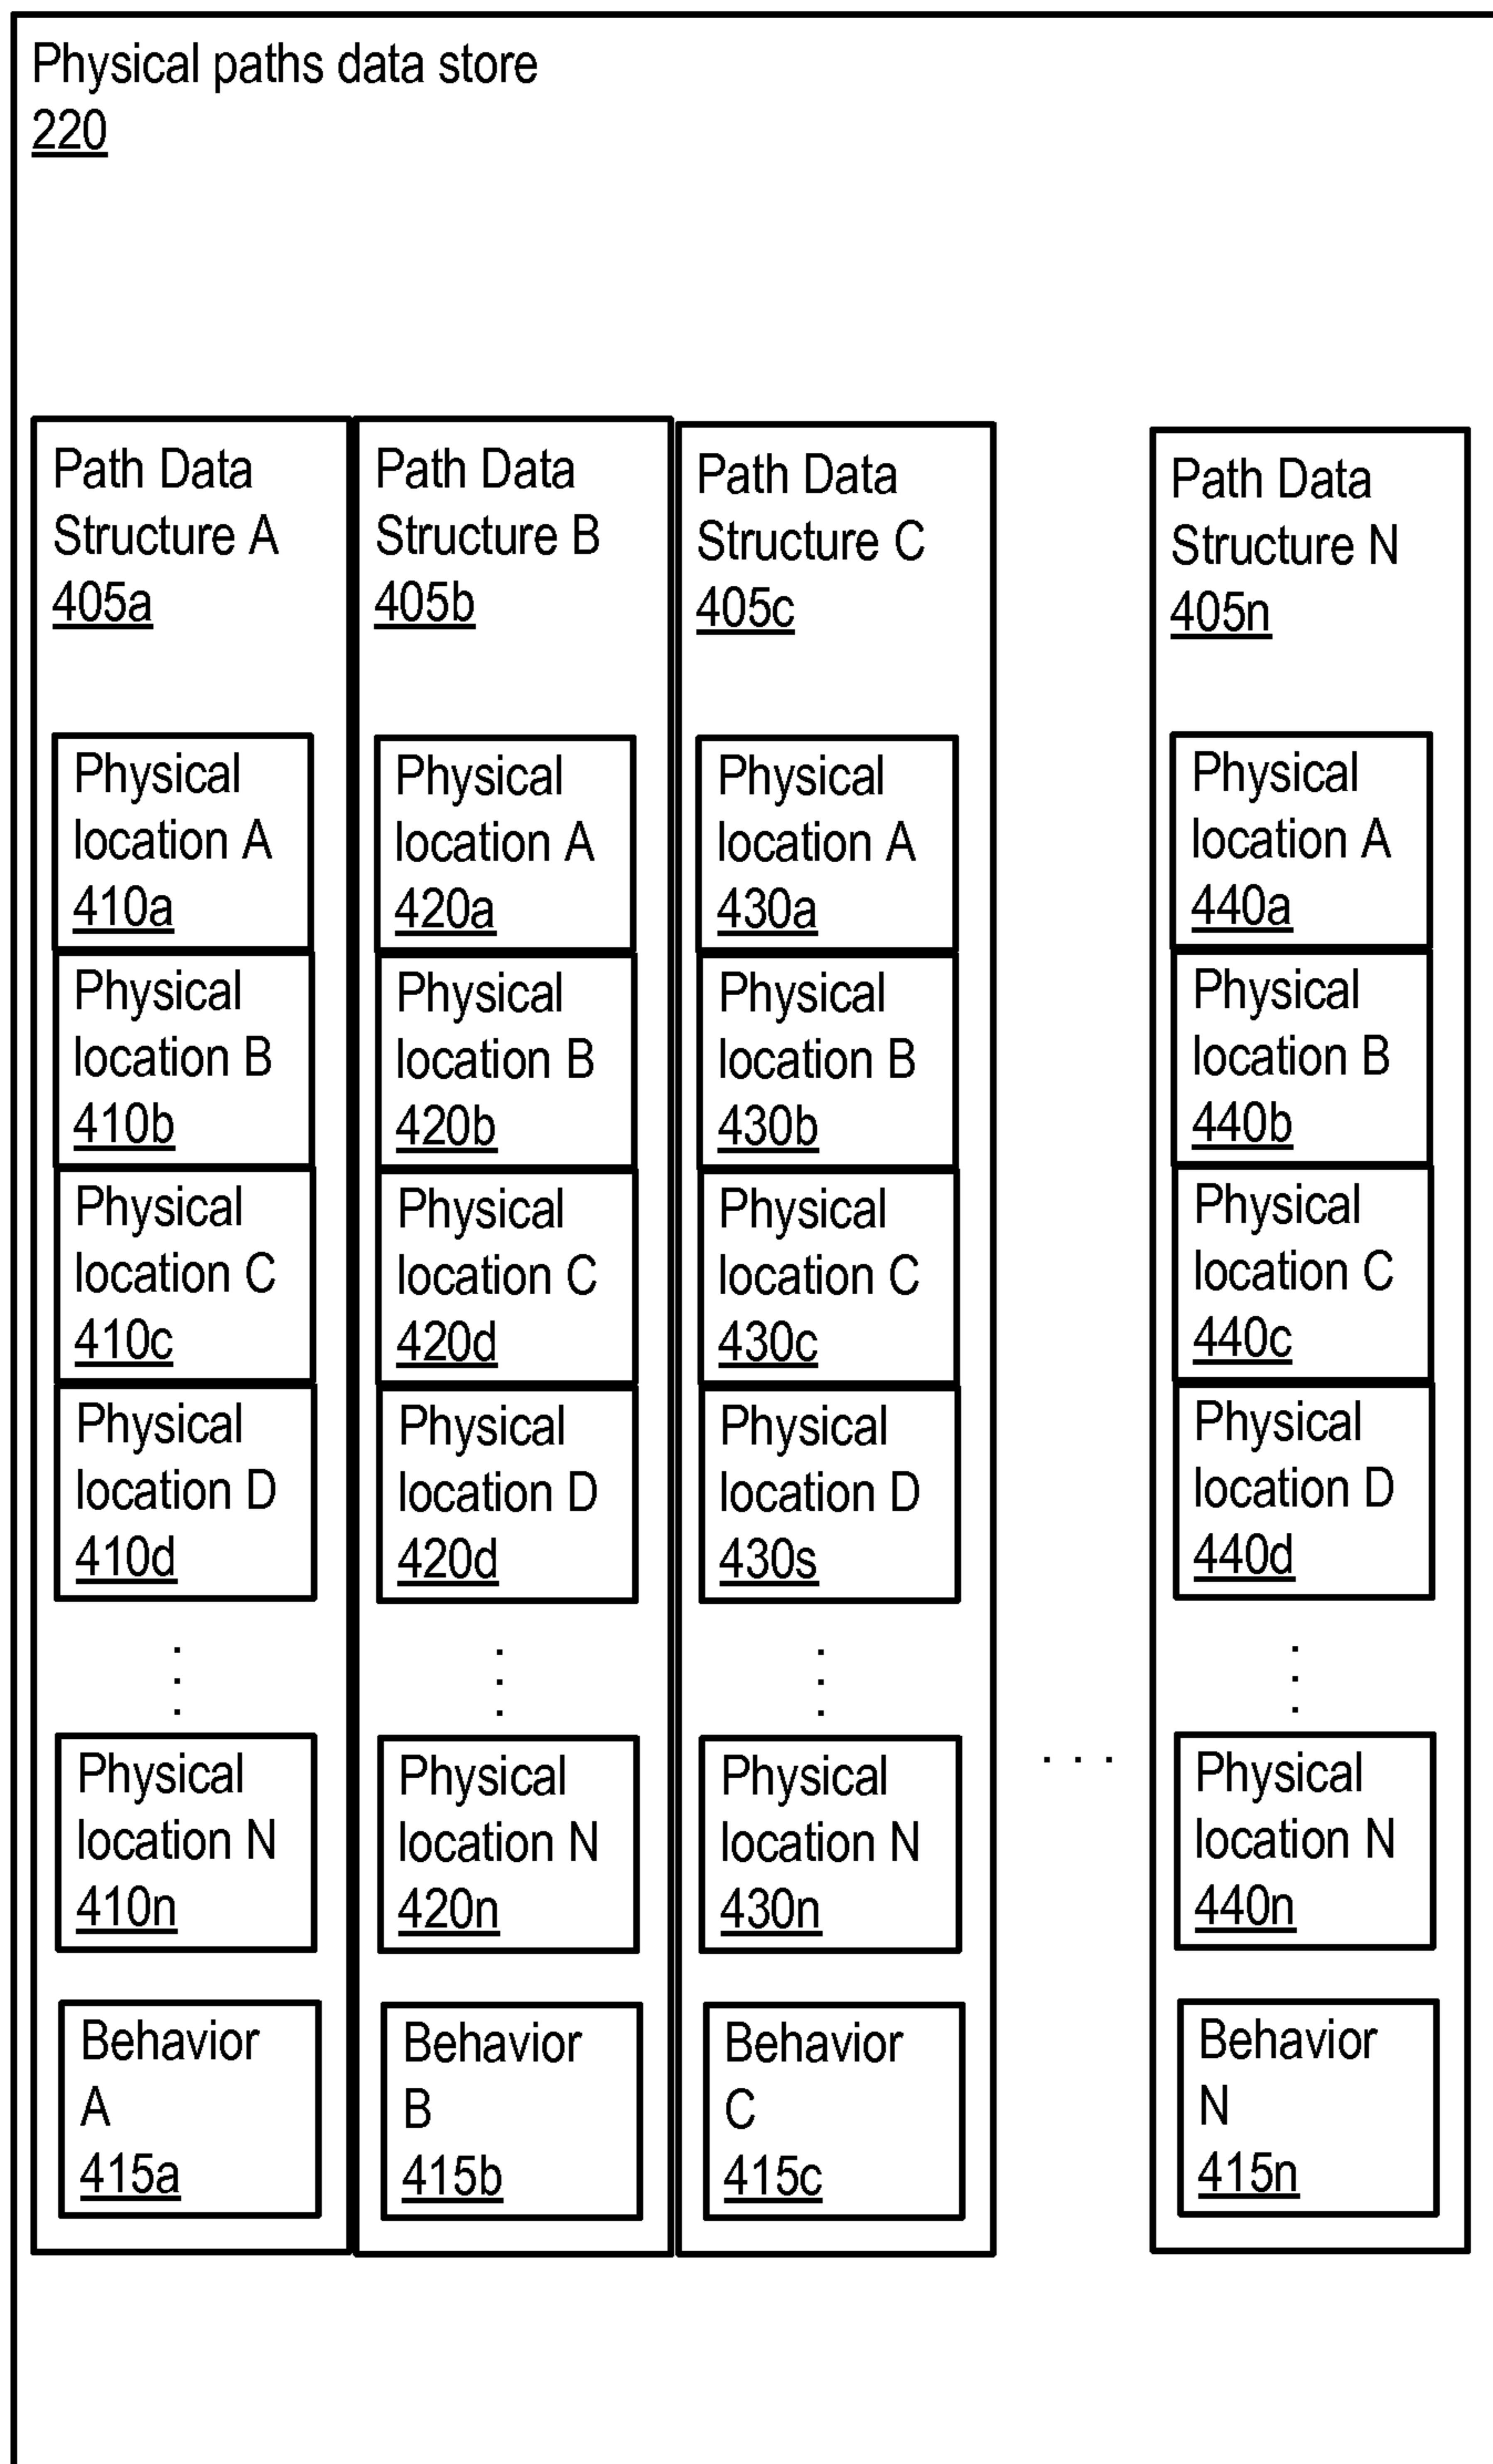 Physical paths data store
220
Path Data
Structure A
405a
Physical
location A
410a
Physical
location B
410b
Physical
location C
410c
Physical
location D
410d
Physical
location N
410n
Behavior
A
415a
Path Data
Structure B
405b
Physical
location A
420a
Physical
location B
420b
Physical
location C
420d
Physical
location D
420d
Physical
location N
420n
Behavior
B
415b
Path Data
Structure C
405c
Physical
location A
430a
Physical
location B
430b
Physical
location C
430c
Physical
location D
430s
Physical
location N
430n
Behavior
C
415c
. . .
Path Data
Structure N
405n
Physical
location A
440a
Physical
location B
440b
Physical
location C
440c
Physical
location D
440d
Physical
location N
440n
Behavior
N
415n